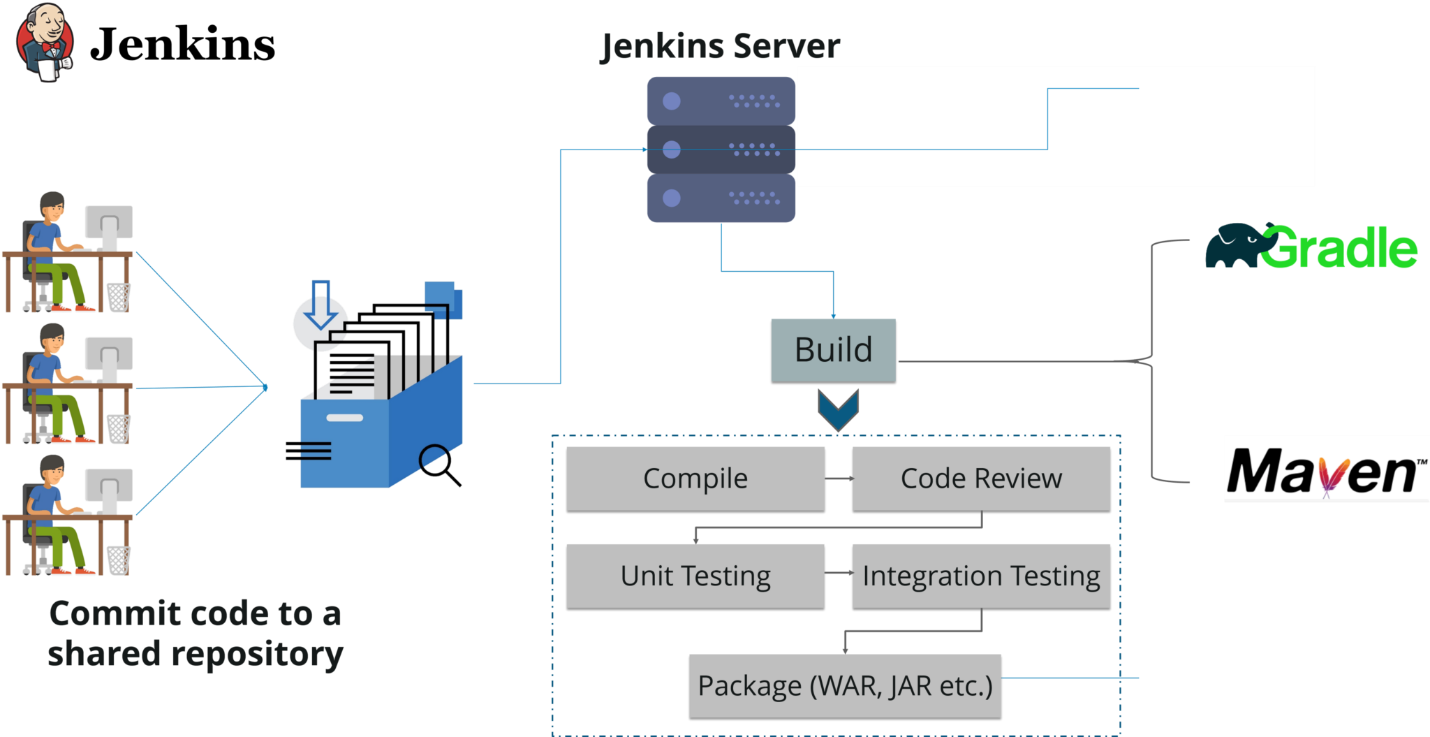 Jenkins
Jenkins Server
Gradle
Build
Maven™
Compile
Code Review
Unit Testing
Integration Testing
Commit code to a
shared repository
Package (WAR, JAR etc.)